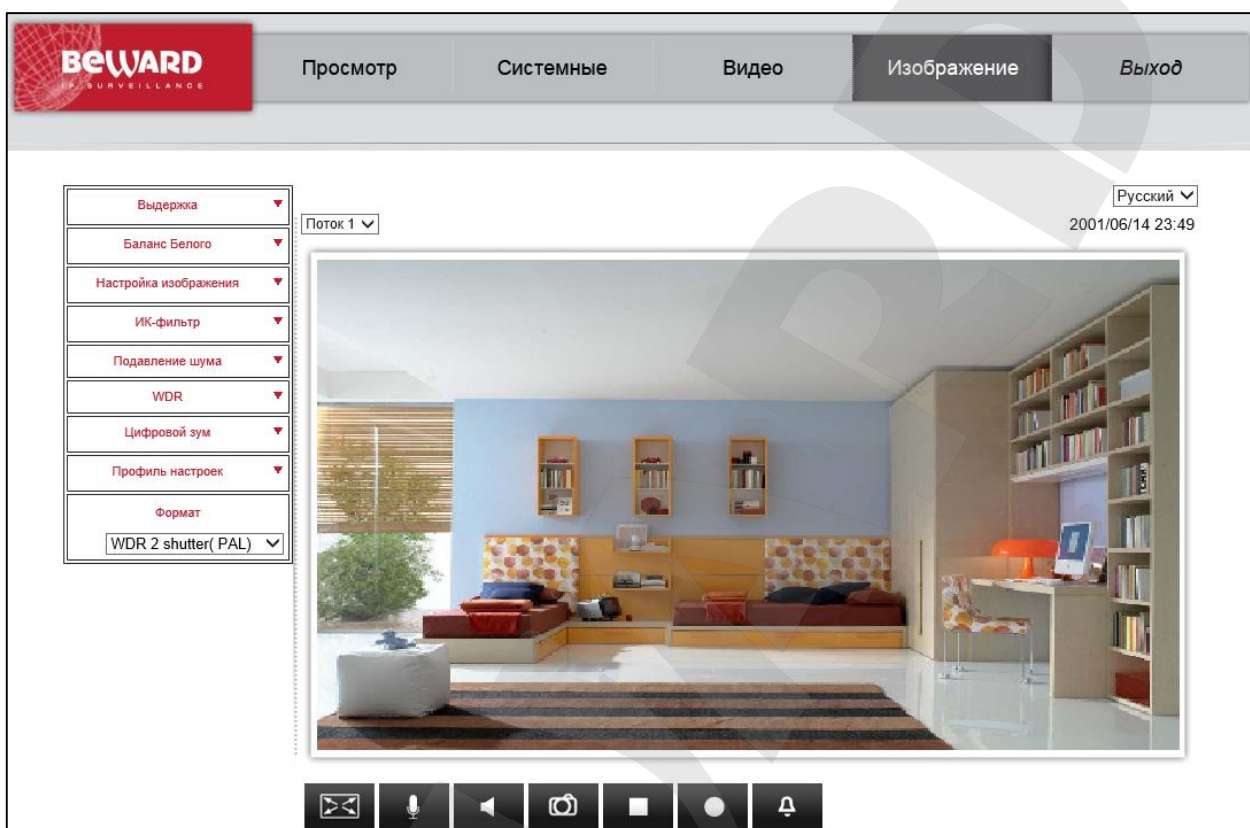 BEWARD
IP SURVEILLANCE
Просмотр
Системные
Видео
Изображение
Выход
Русский
2001/06/14 23:49
Поток 1
Выдержка
Баланс Белого
Настройка изображения
ИК-фильтр
Подавление шума
WDR
Цифровой зум
Профиль настроек
Формат
WDR 2 shutter( PAL)